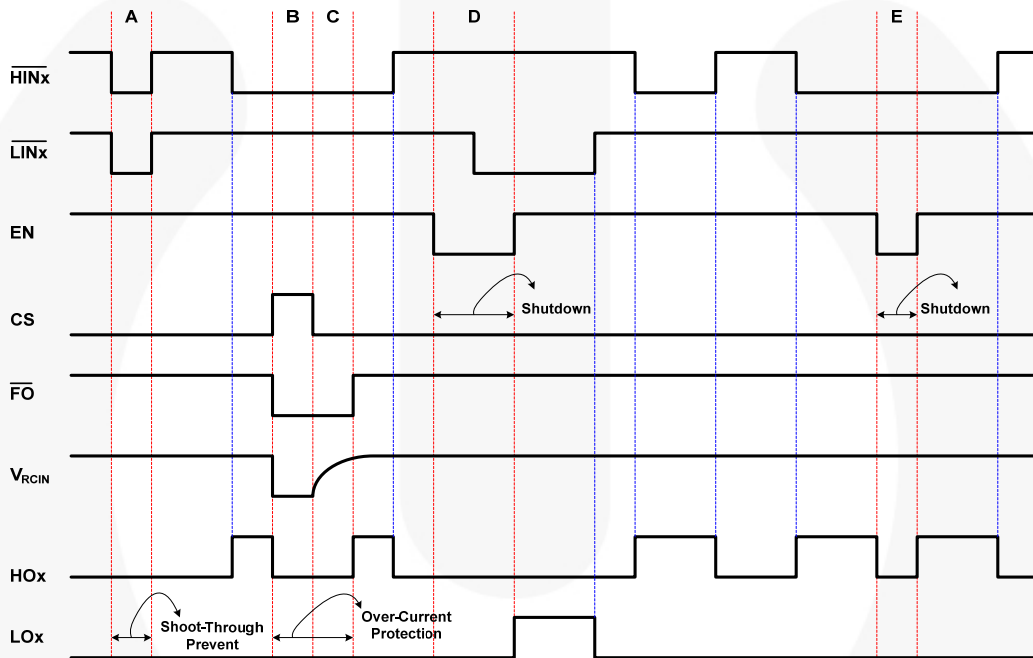 A B C D E
HINx
LINx
EN
Shutdown Shutdown
CS
FO
VRCIN
HOx
Over-Current
Protection
Shoot-Through
Prevent
LOx